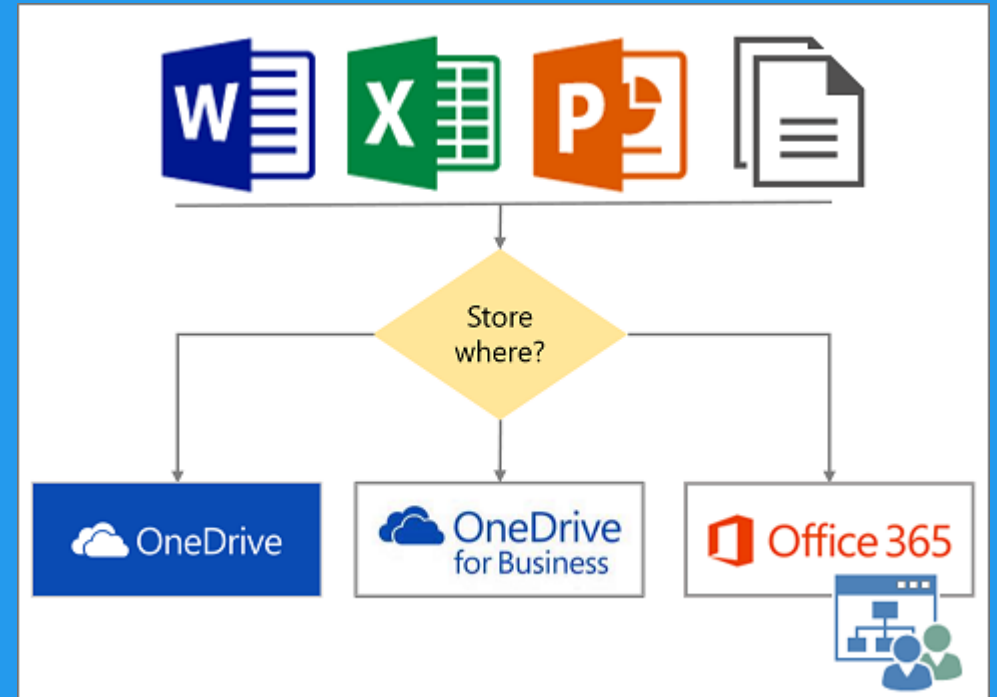 W
X
P
Store
where?
OneDrive
OneDrive
for Business
Office 365